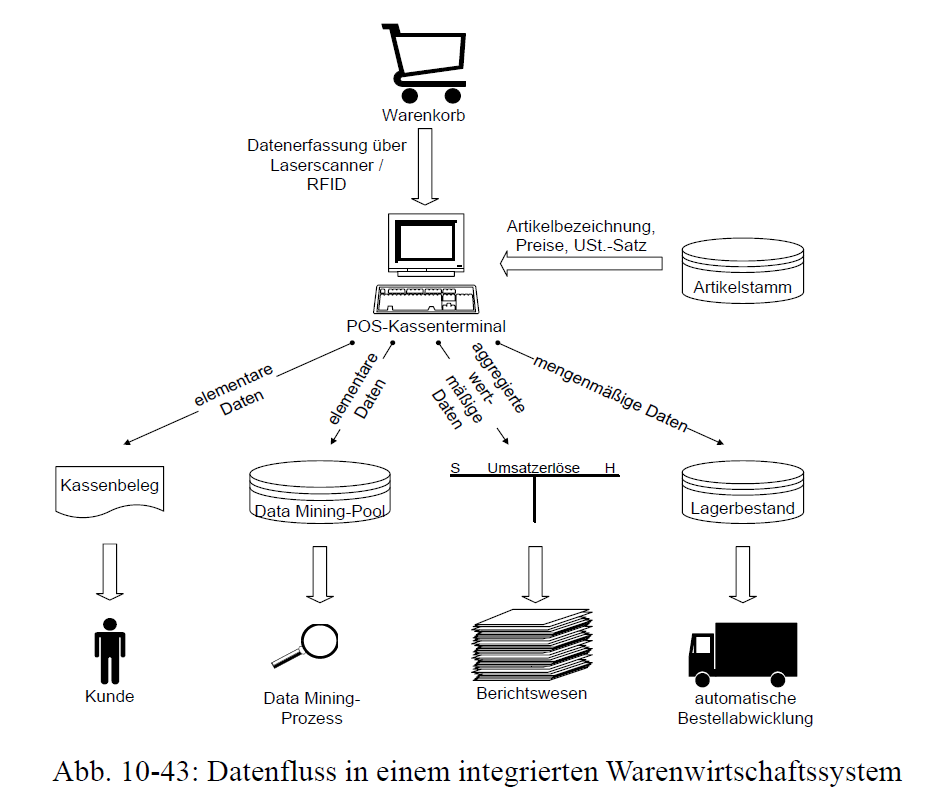 Warenkorb
Datenerfassung über
Laserscanner /
RFID
Artikelbezeichnung,
Preise, USt.-Satz
Artikelstamm
POS-Kassenterminal
elementare
Daten
elementare
Daten
aggregierte
wert-
mäßige
Daten
mengenmäßige Daten
Kassenbeleg
Data Mining-Pool
S Umsatzerlöse H
Lagerbestand
Kunde
Data Mining-
Prozess
Berichtswesen
automatische
Bestellabwicklung
Abb. 10-43: Datenfluss in einem integrierten Warenwirtschaftssystem